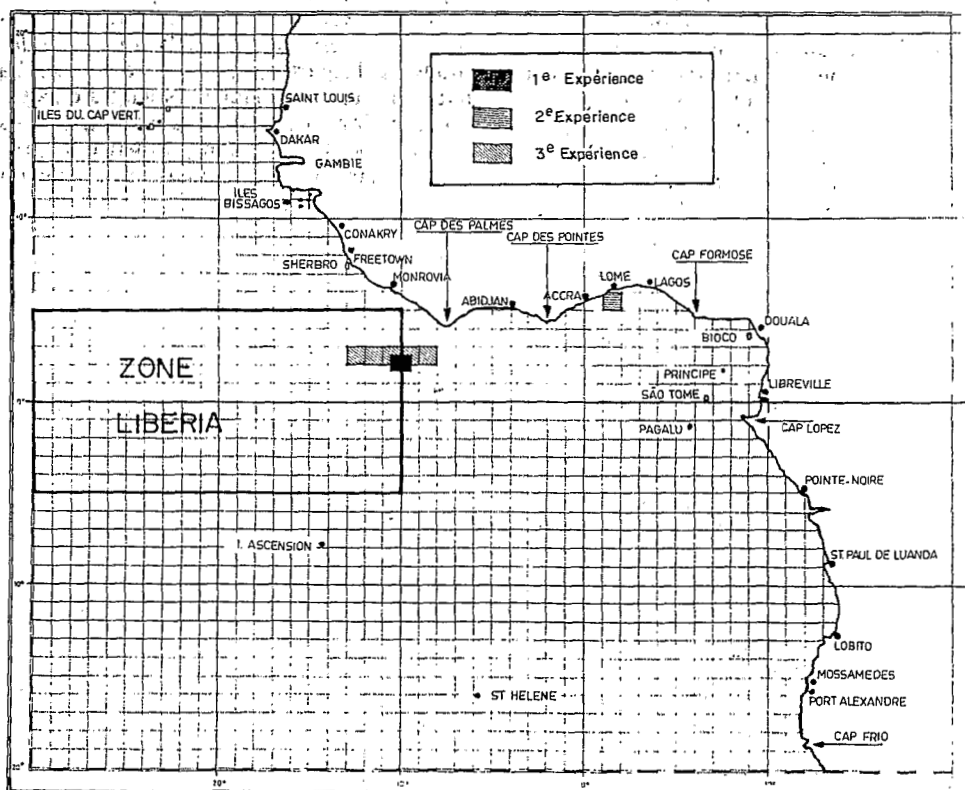 20°
1e Expérience
2e Expérience
3e Expérience
ILES DU CAP VERT
SAINT LOUIS
DAKAR
GAMBIE
ILES
BISSAGOS
CONAKRY
CAP DES PALMES
CAP DES POINTES
FREETOWN
SHERBRO
MONROVIA
ABIDJAN
ACCRA
LOME
LAGOS
CAP FORMOSE
DOUALA
BIOCO
ZONE
LIBERIA
PRINCIPE
LIBREVILLE
SÃO TOME
PAGALU
CAP LOPEZ
POINTE-NOIRE
I. ASCENSION
ST. PAUL DE LUANDA
LOBITO
ST HELENE
MOSSAMEDES
PORT ALEXANDRE
CAP FRIO